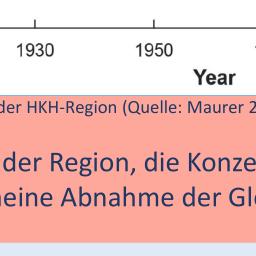 1930 1950
Year
der HKH-Region (Quelle: Maurer 2
der Region, die Konze
eine Abnahme der Gl